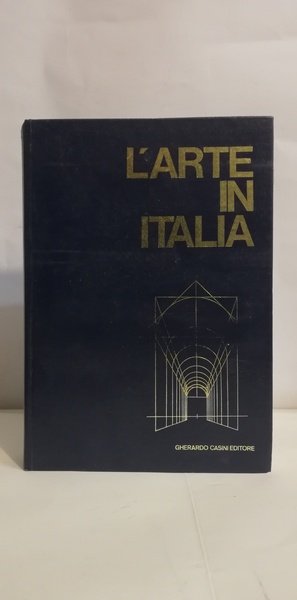 L'ARTE
IN
ITALIA
GHERARDO CASINI EDITORE